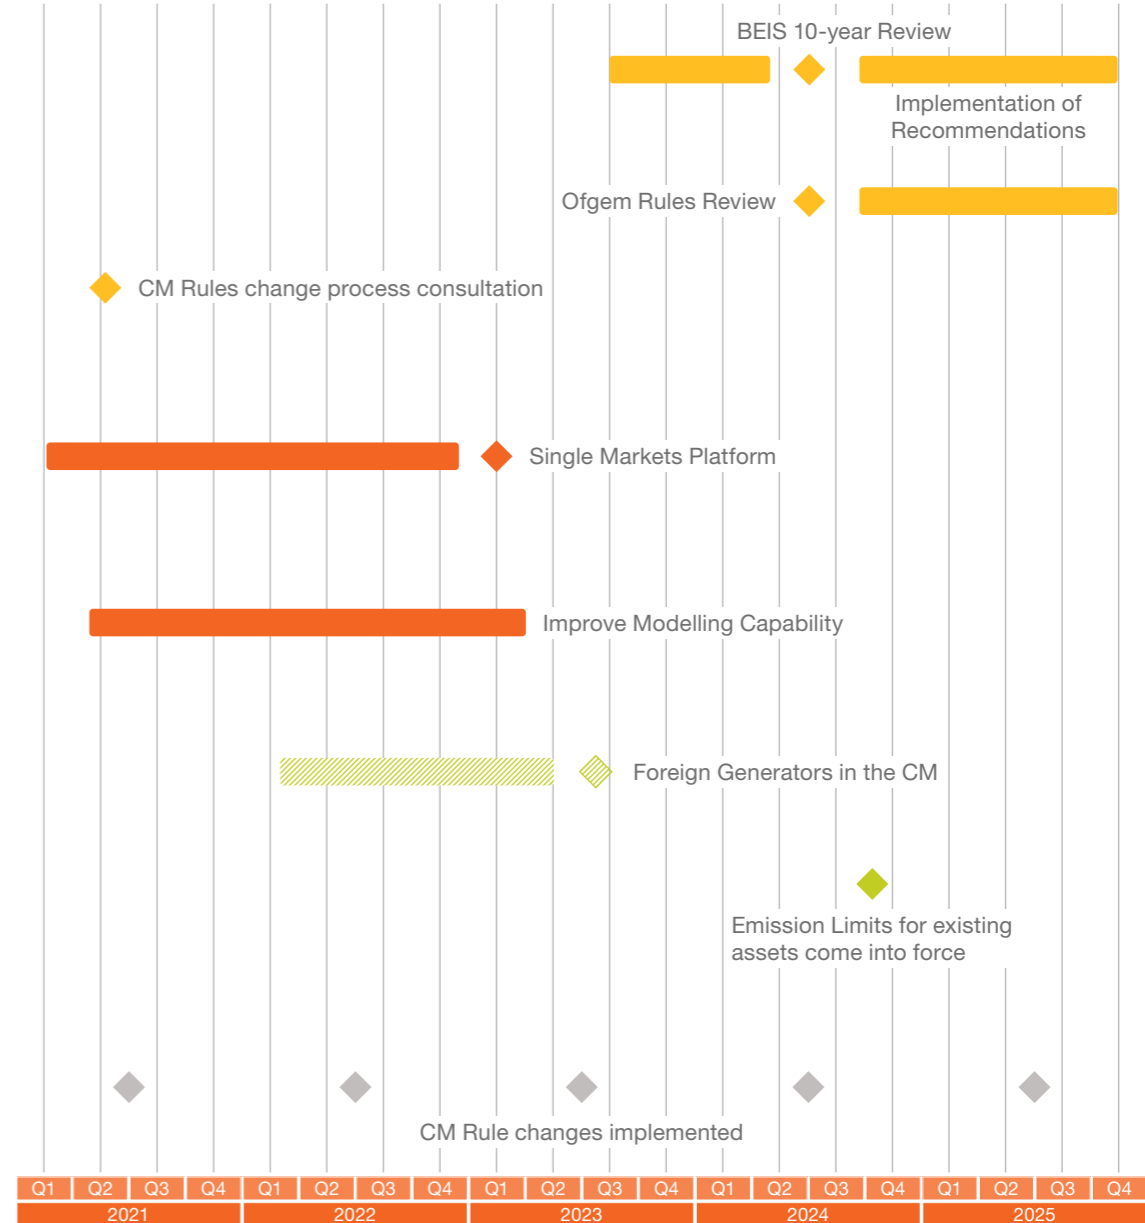 BEIS 10-year Review
Implementation of
Recommendations
Ofgem Rules Review
CM Rules change process consultation
Single Markets Platform
Improve Modelling Capability
Foreign Generators in the CM
Emission Limits for existing
assets come into force
CM Rule changes implemented
Q1 Q2 Q3 Q4 Q1 Q2 Q3 Q4 Q1 Q2 Q3 Q4 Q1 Q2 Q3 Q4 Q1 Q2 Q3 Q4
2021 2022 2023 2024 2025